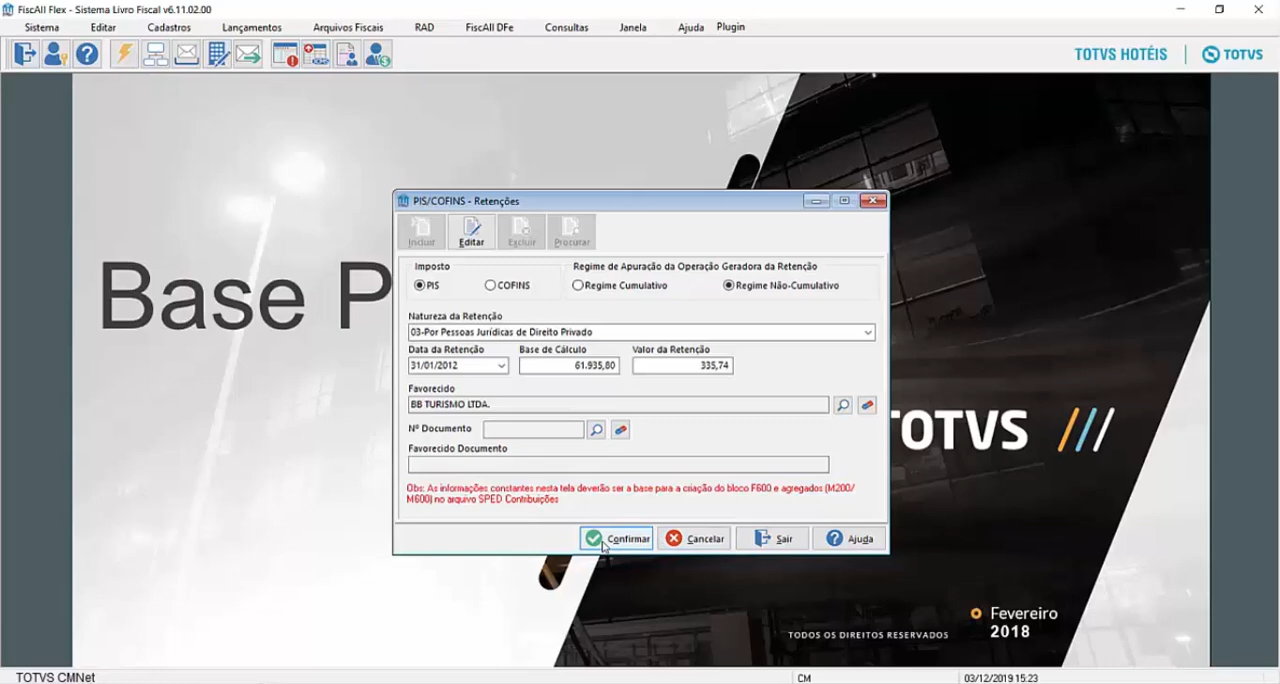 FiscAll Flex - Sistema Livro Fiscal v6.11.02.00
Sistema Editar Cadastros Lançamentos Arquivos Fiscais RAD FiscAll DFe Consultas Janela Ajuda Plugin
TOTVS HOTÉIS | TOTVS
Base P
PIS/COFINS - Retenções
Incluir Editar Excluir Procurar
Imposto Regime de Apuração da Operação Geradora da Retenção
PIS COFINS Regime Cumulativo Regime Não-Cumulativo
Natureza da Retenção
03-Por Pessoas Jurídicas de Direito Privado
Data da Retenção Base de Cálculo Valor da Retenção
31/01/2012 61.935,80 335,74
Favorecido
BB TURISMO LTDA.
Nº Documento
Favorecido Documento
Obs: As informações constantes nesta tela deverão ser a base para a criação do bloco F600 e agregados (M200/
M600) no arquivo SPED Contribuições
Confirmar Cancelar Sair Ajuda
TOTVS
Fevereiro
2018
TODOS OS DIREITOS RESERVADOS
TOTVS CMNet CM 03/12/2019 15:23